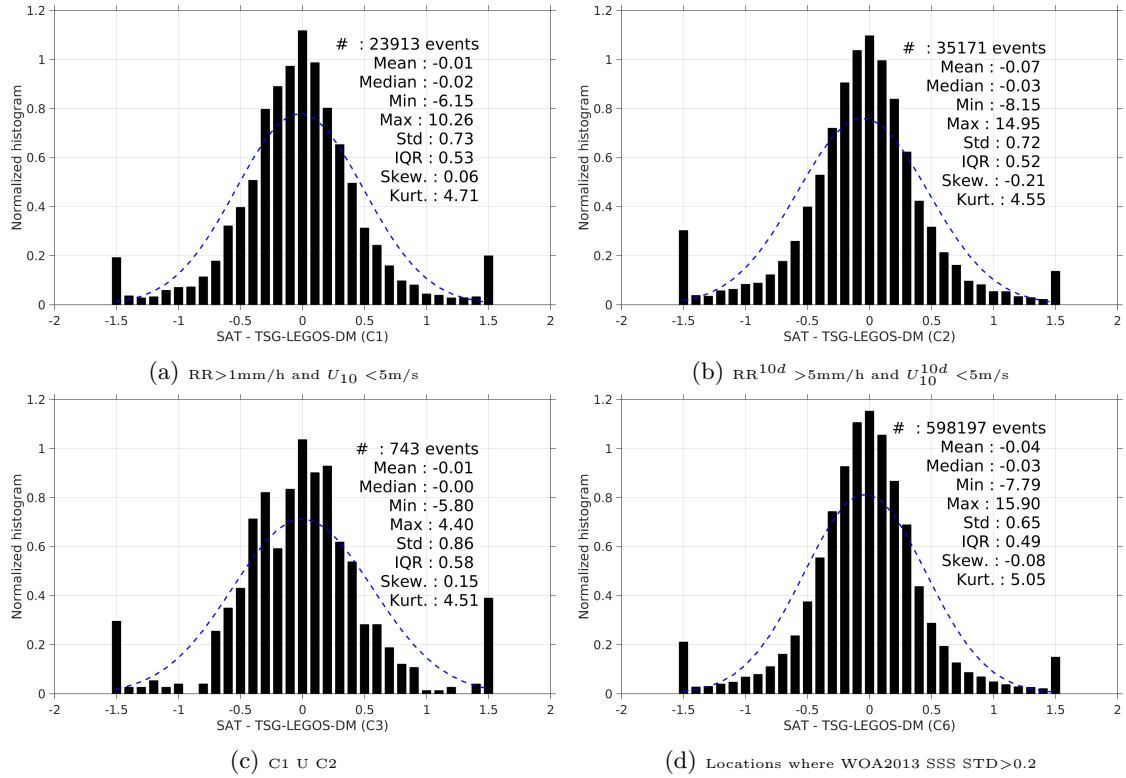 1.2
1
0.8
0.6
0.4
0.2
0
Normalized histogram
# : 23913 events
Mean : -0.01
Median : -0.02
Min : -6.15
Max : 10.26
Std : 0.73
IQR : 0.53
Skew. : 0.06
Kurt. : 4.71
-2 -1.5 -1 -0.5 0 0.5 1 1.5 2
SAT - TSG-LEGOS-DM (C1)
(a) RR>1mm/h and U10 <5m/s
1.2
1
0.8
0.6
0.4
0.2
0
Normalized histogram
# : 35171 events
Mean : -0.07
Median : -0.03
Min : -8.15
Max : 14.95
Std : 0.72
IQR : 0.52
Skew. : -0.21
Kurt. : 4.55
-2 -1.5 -1 -0.5 0 0.5 1 1.5 2
SAT - TSG-LEGOS-DM (C2)
(b) RR10d >5mm/h and U10d10 <5m/s
1.2
1
0.8
0.6
0.4
0.2
0
Normalized histogram
# : 743 events
Mean : -0.01
Median : -0.00
Min : -5.80
Max : 4.40
Std : 0.86
IQR : 0.58
Skew. : 0.15
Kurt. : 4.51
-2 -1.5 -1 -0.5 0 0.5 1 1.5 2
SAT - TSG-LEGOS-DM (C3)
(c) C1 U C2
1.2
1
0.8
0.6
0.4
0.2
0
Normalized histogram
# : 598197 events
Mean : -0.04
Median : -0.03
Min : -7.79
Max : 15.90
Std : 0.65
IQR : 0.49
Skew. : -0.08
Kurt. : 5.05
-2 -1.5 -1 -0.5 0 0.5 1 1.5 2
SAT - TSG-LEGOS-DM (C6)
(d) Locations where WOA2013 SSS STD>0.2